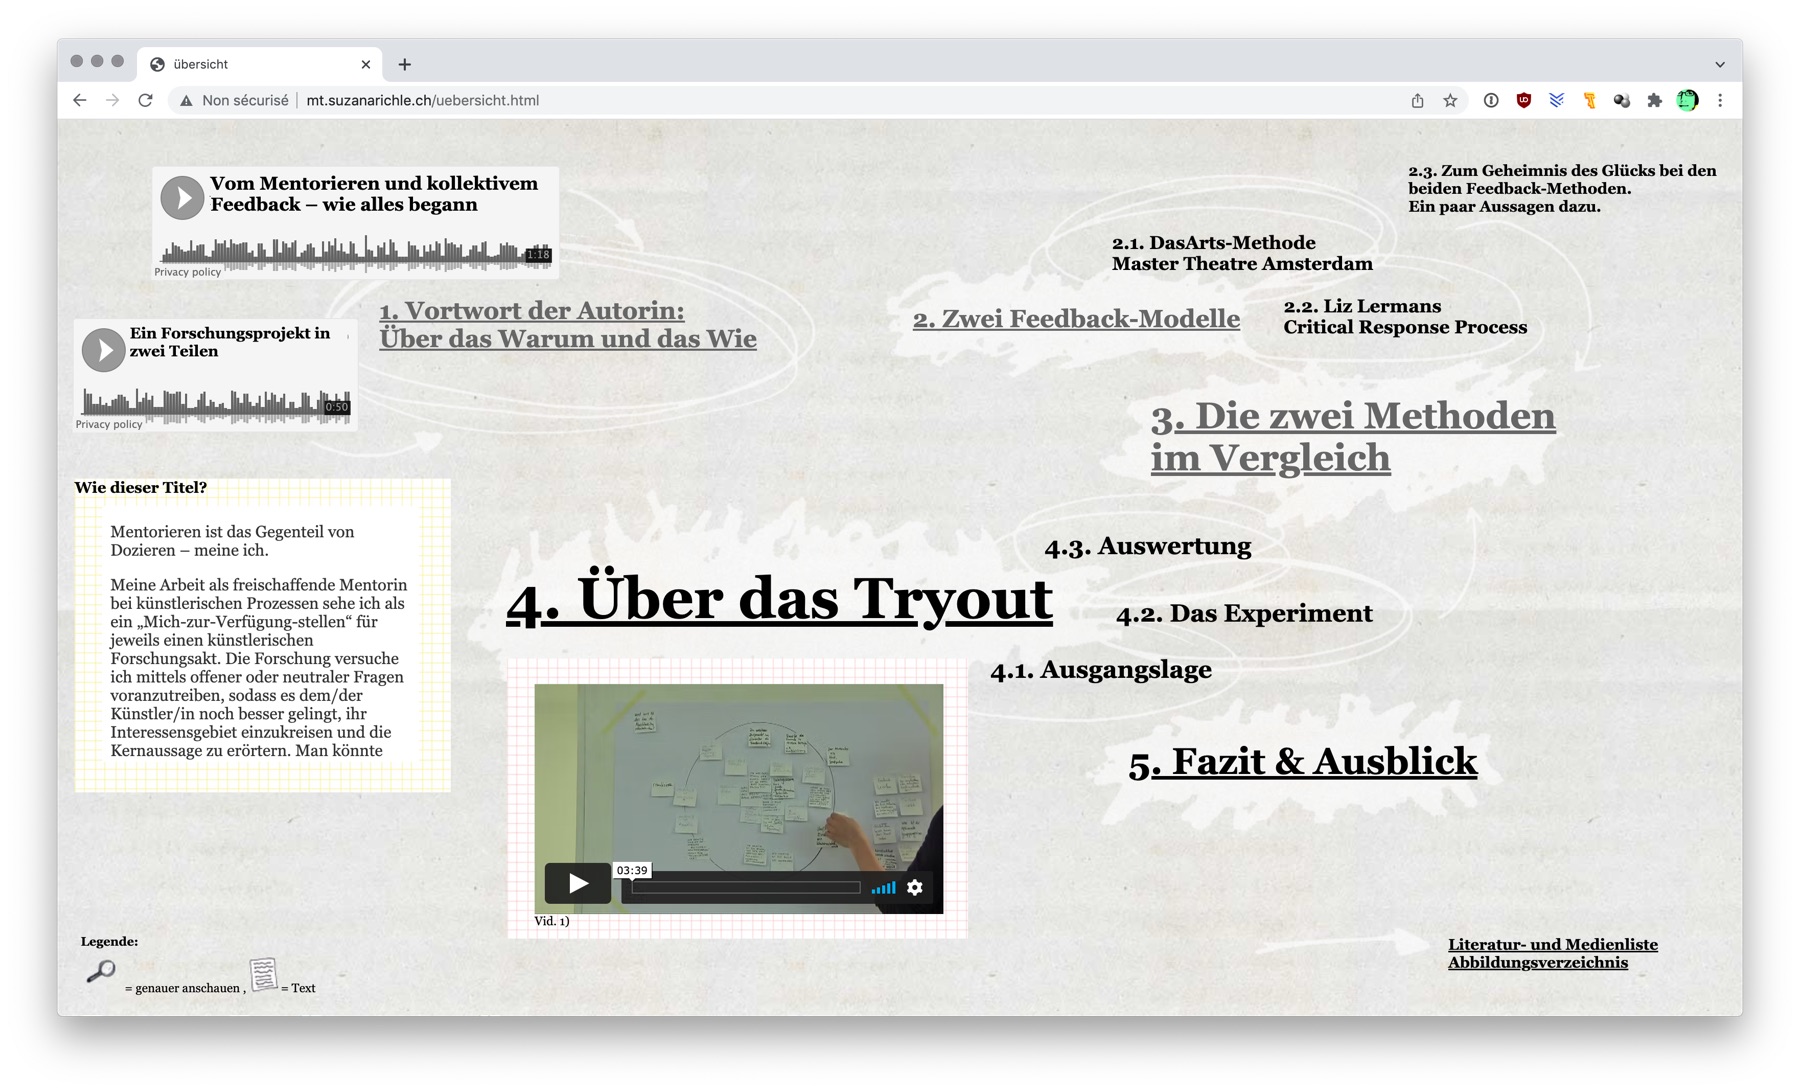 übersicht
Non sécurisé
mt.suzanarichle.ch/uebersicht.html
Vom Mentorieren und kollektivem
Feedback – wie alles begann
1:18
Privacy policy
Ein Forschungsprojekt in
zwei Teilen
0:50
Privacy policy
1. Vortwort der Autorin:
Über das Warum und das Wie
2. Zwei Feedback-Modelle
2.1. DasArts-Methode
Master Theatre Amsterdam
2.2. Liz Lermans
Critical Response Process
2.3. Zum Geheimnis des Glücks bei den
beiden Feedback-Methoden.
Ein paar Aussagen dazu.
3. Die zwei Methoden
im Vergleich
Wie dieser Titel?
Mentorieren ist das Gegenteil von
Dozieren – meine ich.
Meine Arbeit als freischaffende Mentorin
bei künstlerischen Prozessen sehe ich als
ein „Mich-zur-Verfügung-stellen“ für
jeweils einen künstlerischen
Forschungsakt. Die Forschung versuche
ich mittels offener oder neutraler Fragen
voranzutreiben, sodass es dem/der
Künstler/in noch besser gelingt, ihr
Interessensgebiet einzukreisen und die
Kernaussage zu erörtern. Man könnte
4. Über das Tryout
4.3. Auswertung
4.2. Das Experiment
4.1. Ausgangslage
03:39
Vid. 1)
5. Fazit & Ausblick
Legende:
= genauer anschauen , = Text
Literatur- und Medienliste
Abbildungsverzeichnis